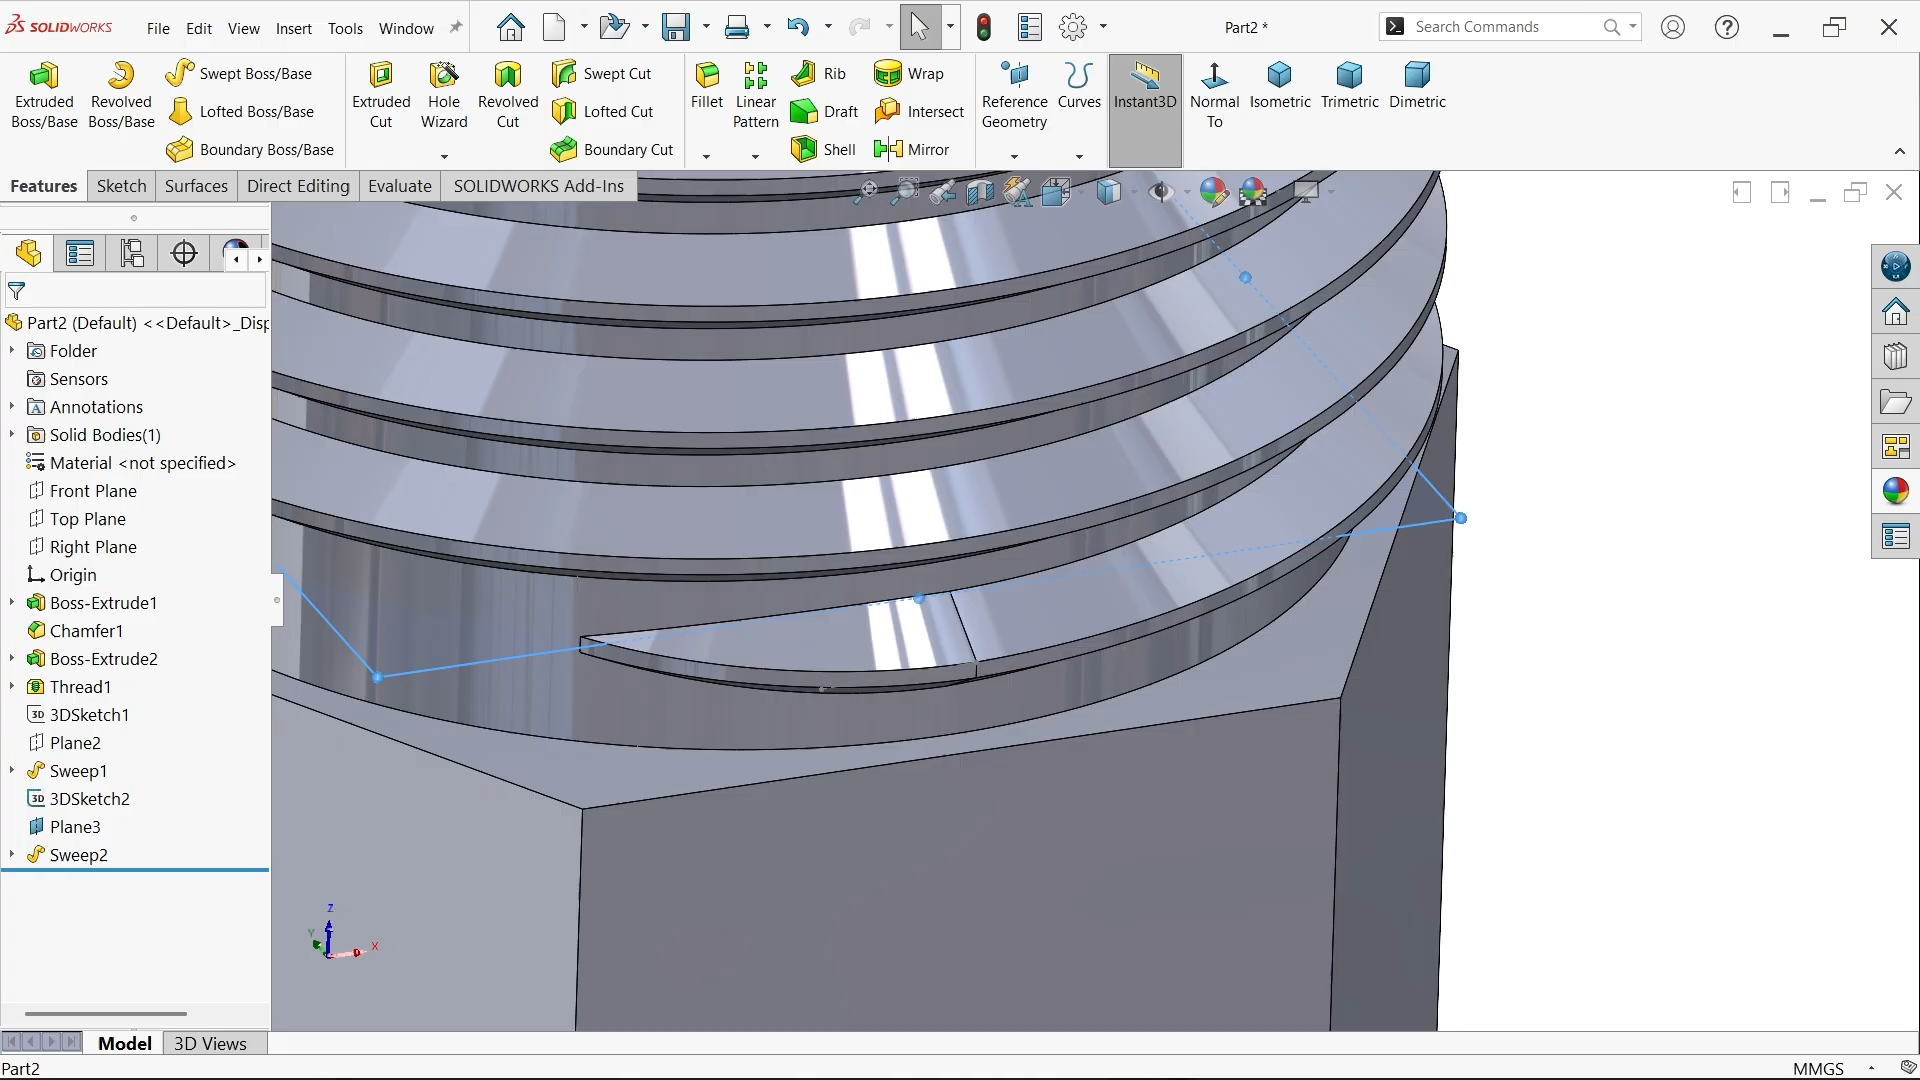 SOLIDWORKS File Edit View Insert Tools Window Part2 * Search Commands
Extruded Boss/Base
Revolved Boss/Base
Swept Boss/Base
Lofted Boss/Base
Boundary Boss/Base
Extruded Cut
Hole Wizard
Revolved Cut
Swept Cut
Lofted Cut
Boundary Cut
Fillet
Linear Pattern
Rib
Draft
Shell
Wrap
Intersect
Mirror
Reference Geometry
Curves
Instant3D
Normal To
Isometric
Trimetric
Dimetric
Features Sketch Surfaces Direct Editing Evaluate SOLIDWORKS Add-Ins
Part2 (Default) <<Default>_Disp
Folder
Sensors
Annotations
Solid Bodies(1)
Material <not specified>
Front Plane
Top Plane
Right Plane
Origin
Boss-Extrude1
Chamfer1
Boss-Extrude2
Thread1
3D 3DSketch1
Plane2
Sweep1
3D 3DSketch2
Plane3
Sweep2
Z
Y
X
Model 3D Views
Part2 MMGS